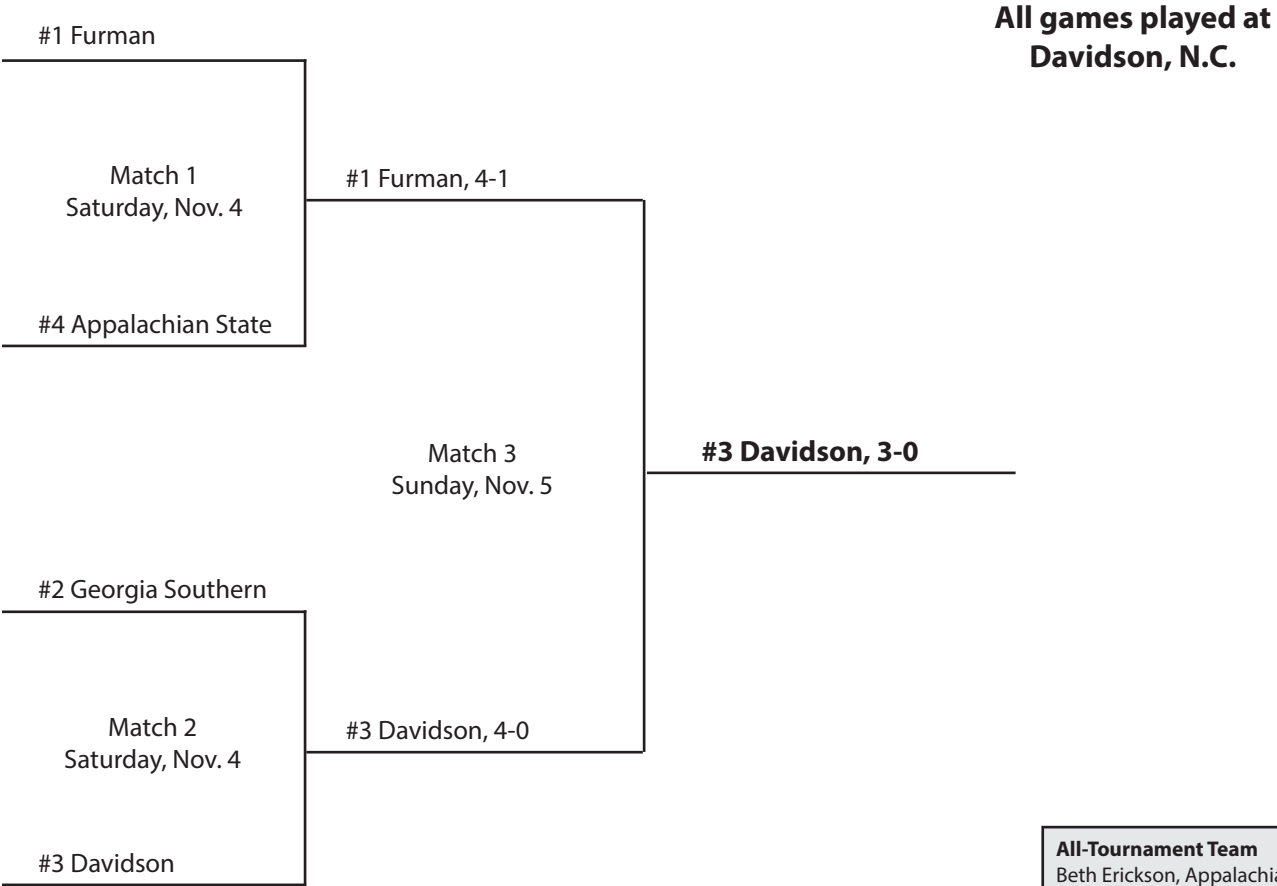 All games played at
Davidson, N.C.
#1 Furman
Match 1
Saturday, Nov. 4
#1 Furman, 4-1
#4 Appalachian State
Match 3
Sunday, Nov. 5
#3 Davidson, 3-0
#2 Georgia Southern
Match 2
Saturday, Nov. 4
#3 Davidson, 4-0
#3 Davidson
All-Tournament Team
Beth Erickson,